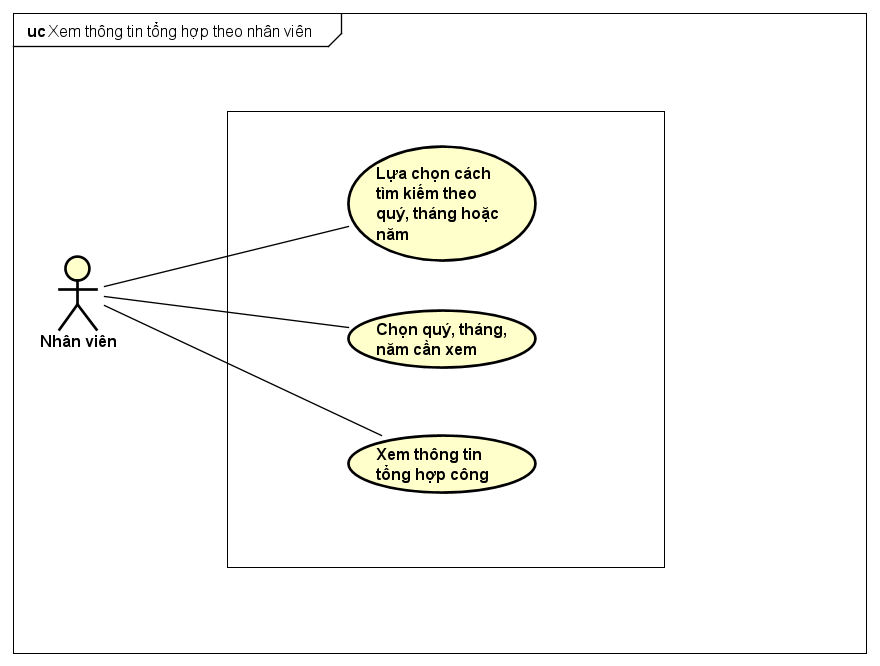 uc Xem thông tin tổng hợp theo nhân viên
Lựa chọn cách
tìm kiếm theo
quý, tháng hoặc
năm
Nhân viên
Chọn quý, tháng,
năm cần xem
Xem thông tin
tổng hợp công